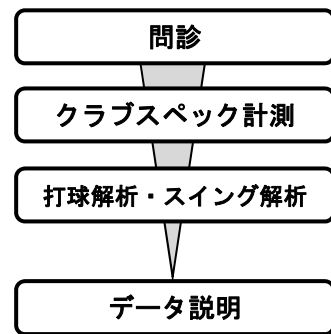 問診
クラブスペック計測
打球解析・スイング解析
データ説明